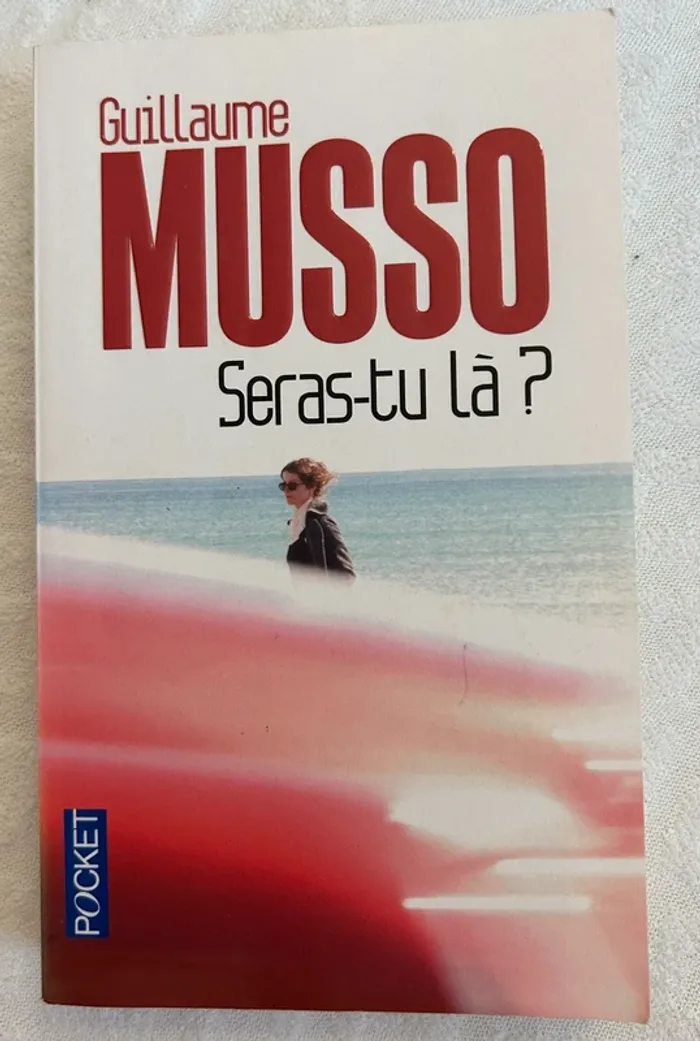 Guillaume
MUSSO
Seras-tu là ?
POCKET